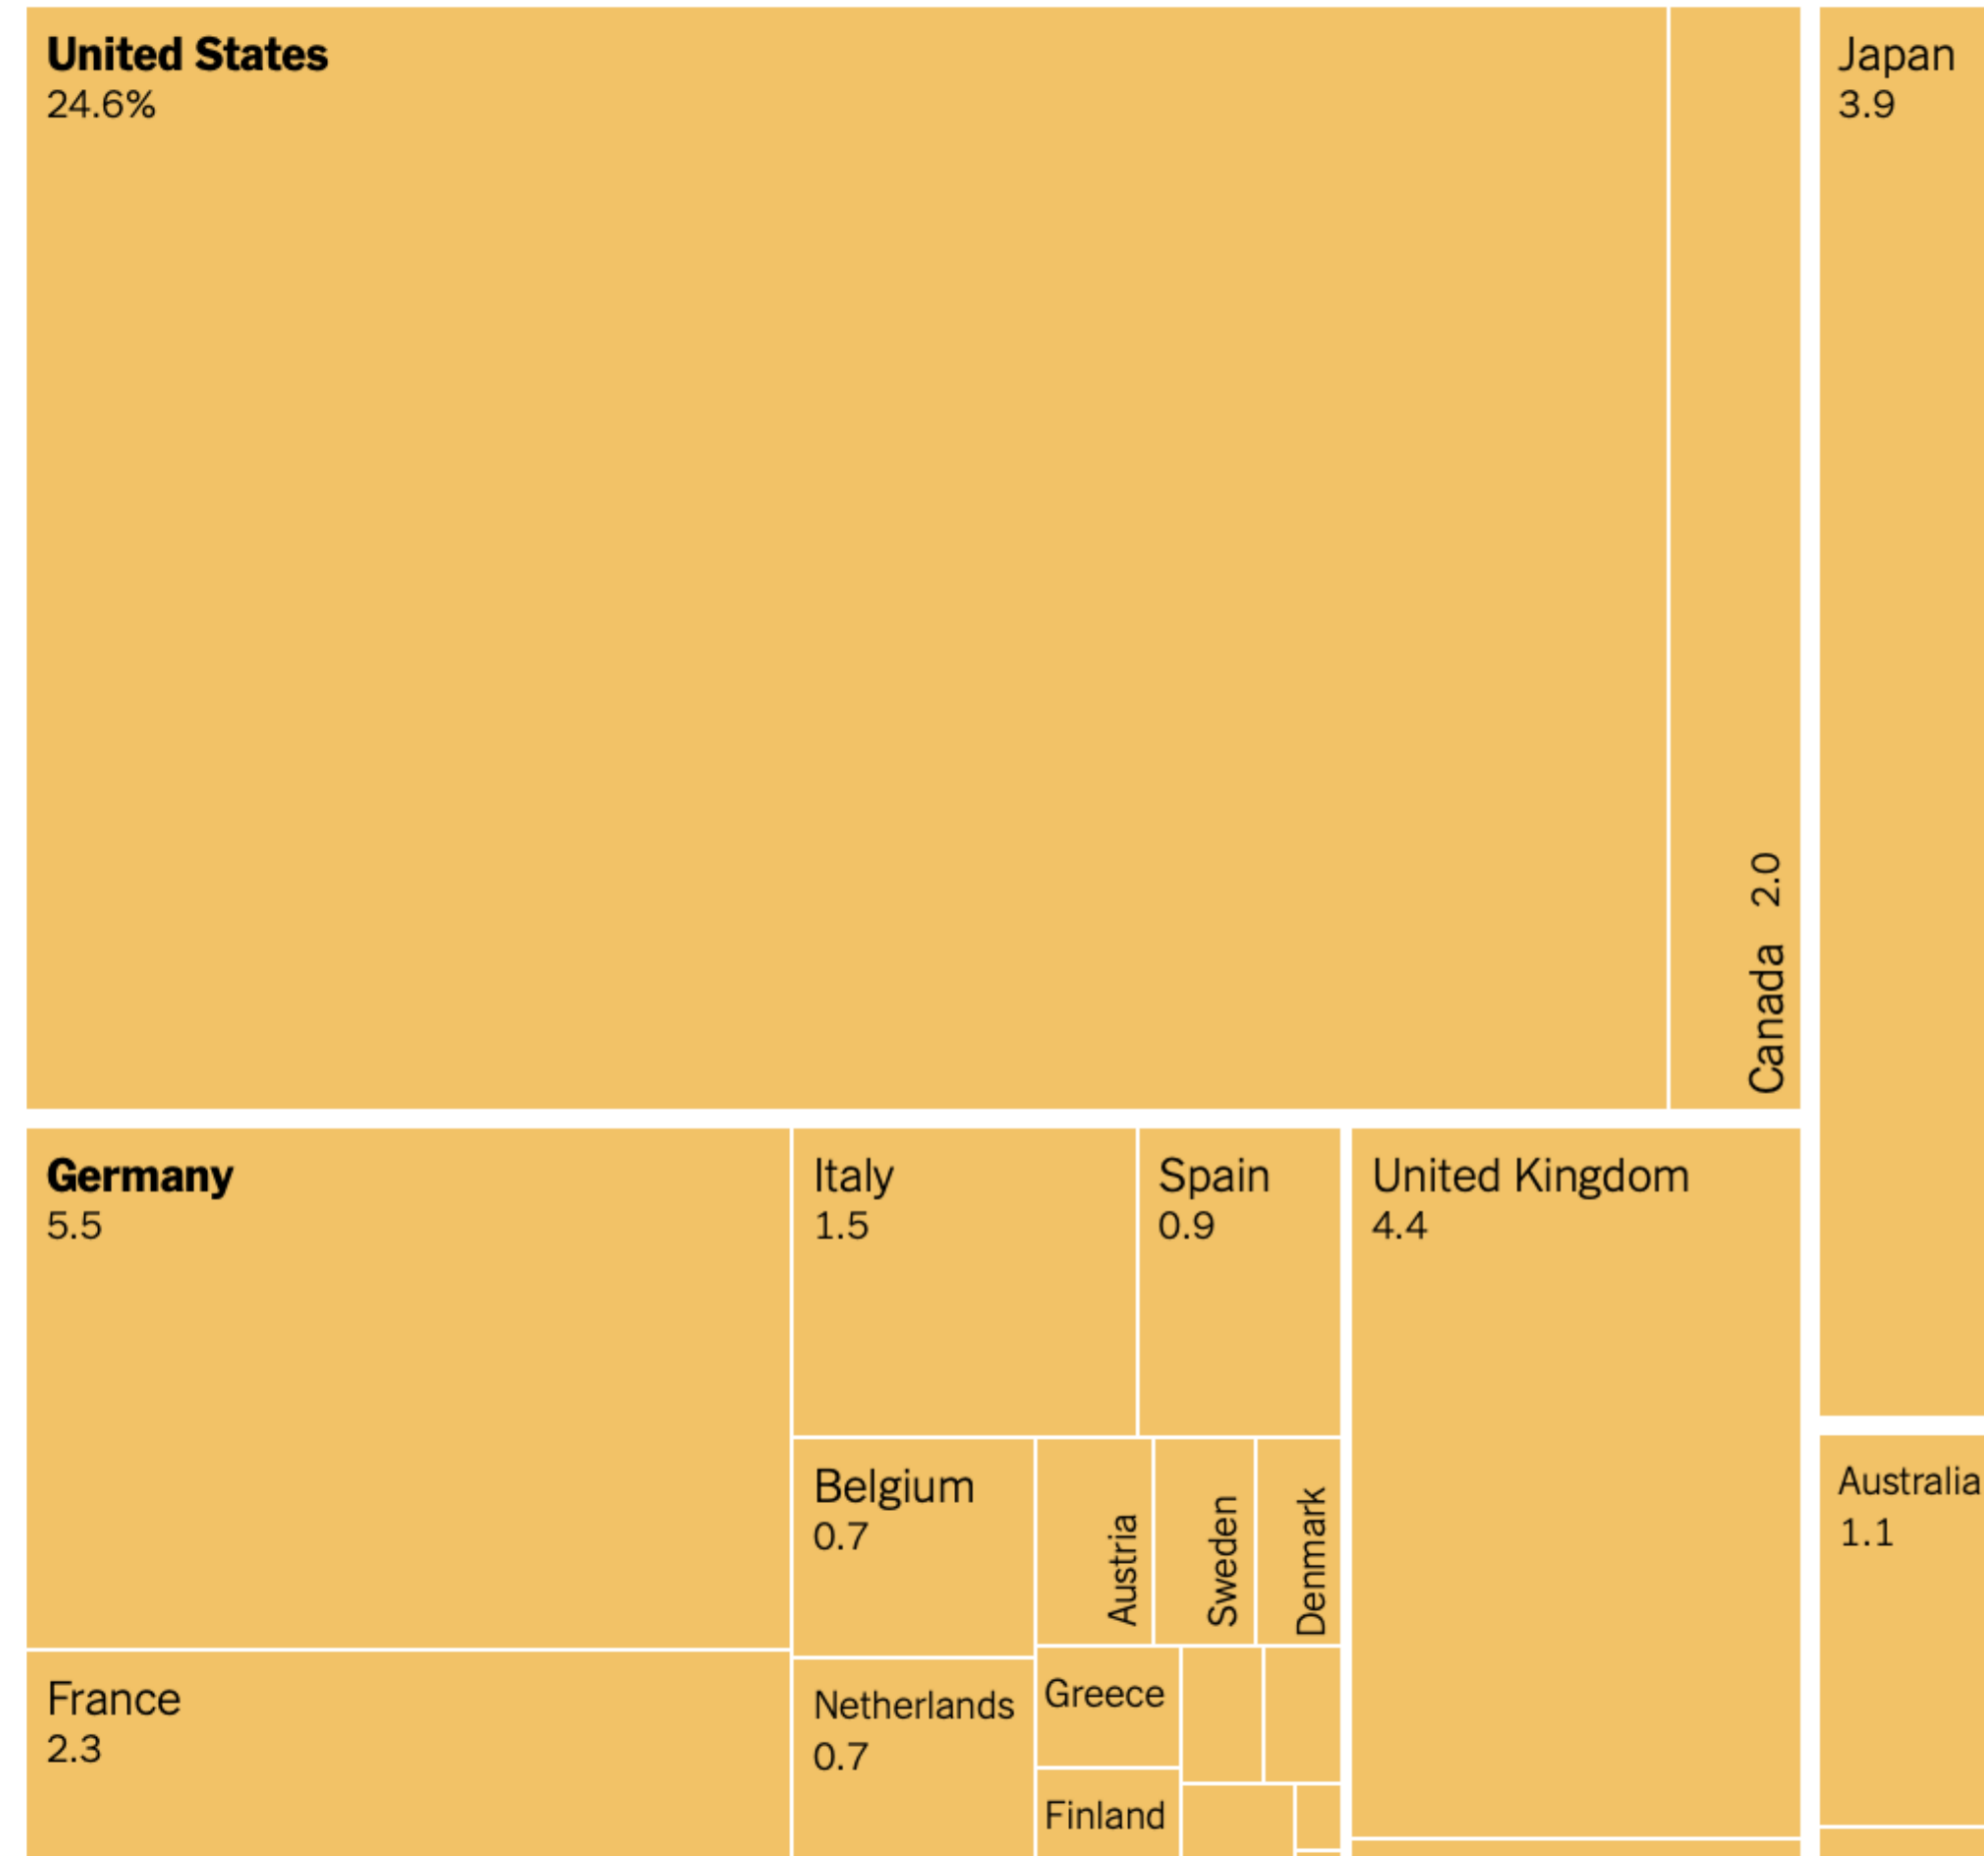 United States
24.6%
Canada 2.0
Japan
3.9
Germany
5.5
Italy
1.5
Spain
0.9
United Kingdom
4.4
Belgium
0.7
Austria
Sweden
Denmark
Australia
1.1
France
2.3
Netherlands
0.7
Greece
Finland